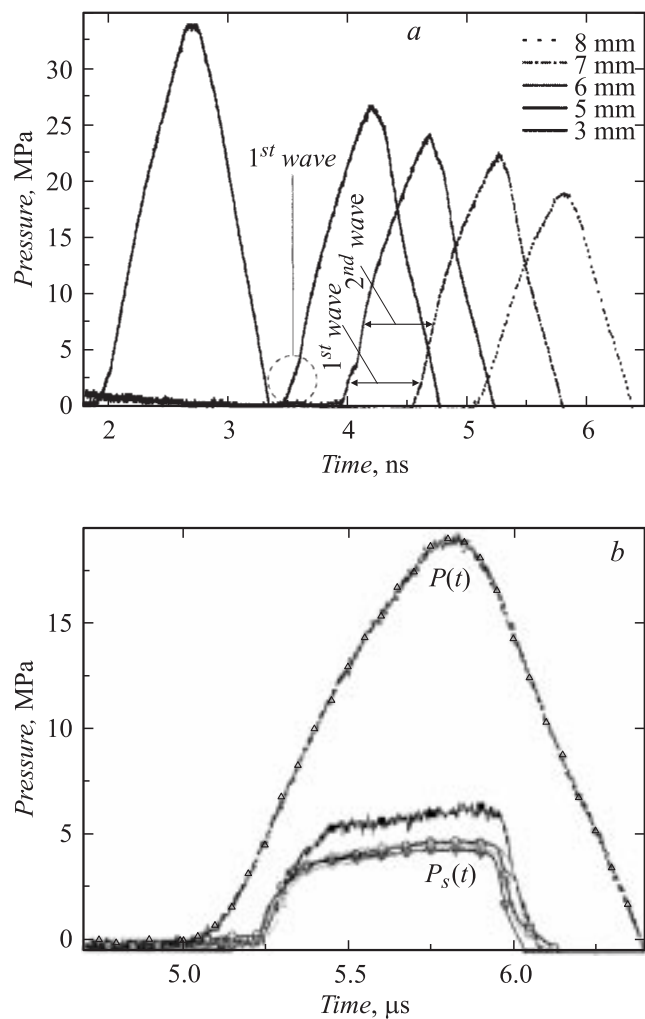 a
8 mm
7 mm
6 mm
5 mm
3 mm
30
25
20
15
10
5
0
Pressure, MPa
1st wave
2nd wave
1st wave
2
3
4
5
6
Time, ns
b
P(t)
15
10
5
0
Pressure, MPa
Ps(t)
5.0
5.5
6.0
Time, μs